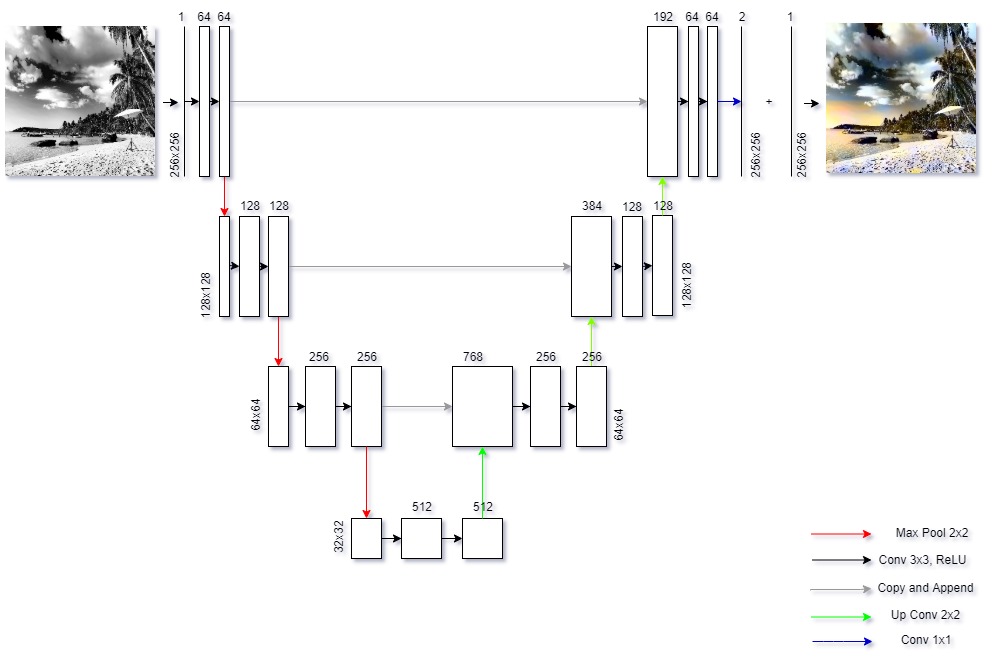 1 64 64 192 64 64 2 1
+
256x256 256x256 256x256
128 128 384 128 128
128x128 128x128
256 256 768 256 256
64x64 64x64
512 512
32x32
Max Pool 2x2
Conv 3x3, ReLU
Copy and Append
Up Conv 2x2
Conv 1x1